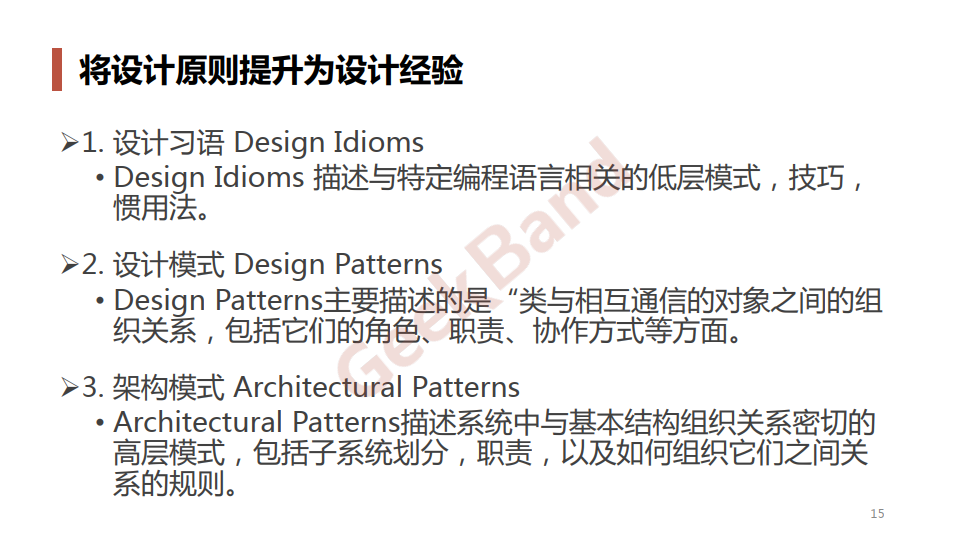 将设计原则提升为设计经验
➢1. 设计习语 Design Idioms
• Design Idioms 描述与特定编程语言相关的低层模式，技巧，
惯用法。
➢2. 设计模式 Design Patterns
• Design Patterns主要描述的是“类与相互通信的对象之间的组
织关系，包括它们的角色、职责、协作方式等方面。
➢3. 架构模式 Architectural Patterns
• Architectural Patterns描述系统中与基本结构组织关系密切的
高层模式，包括子系统划分，职责，以及如何组织它们之间关
系的规则。
GeekBand
15